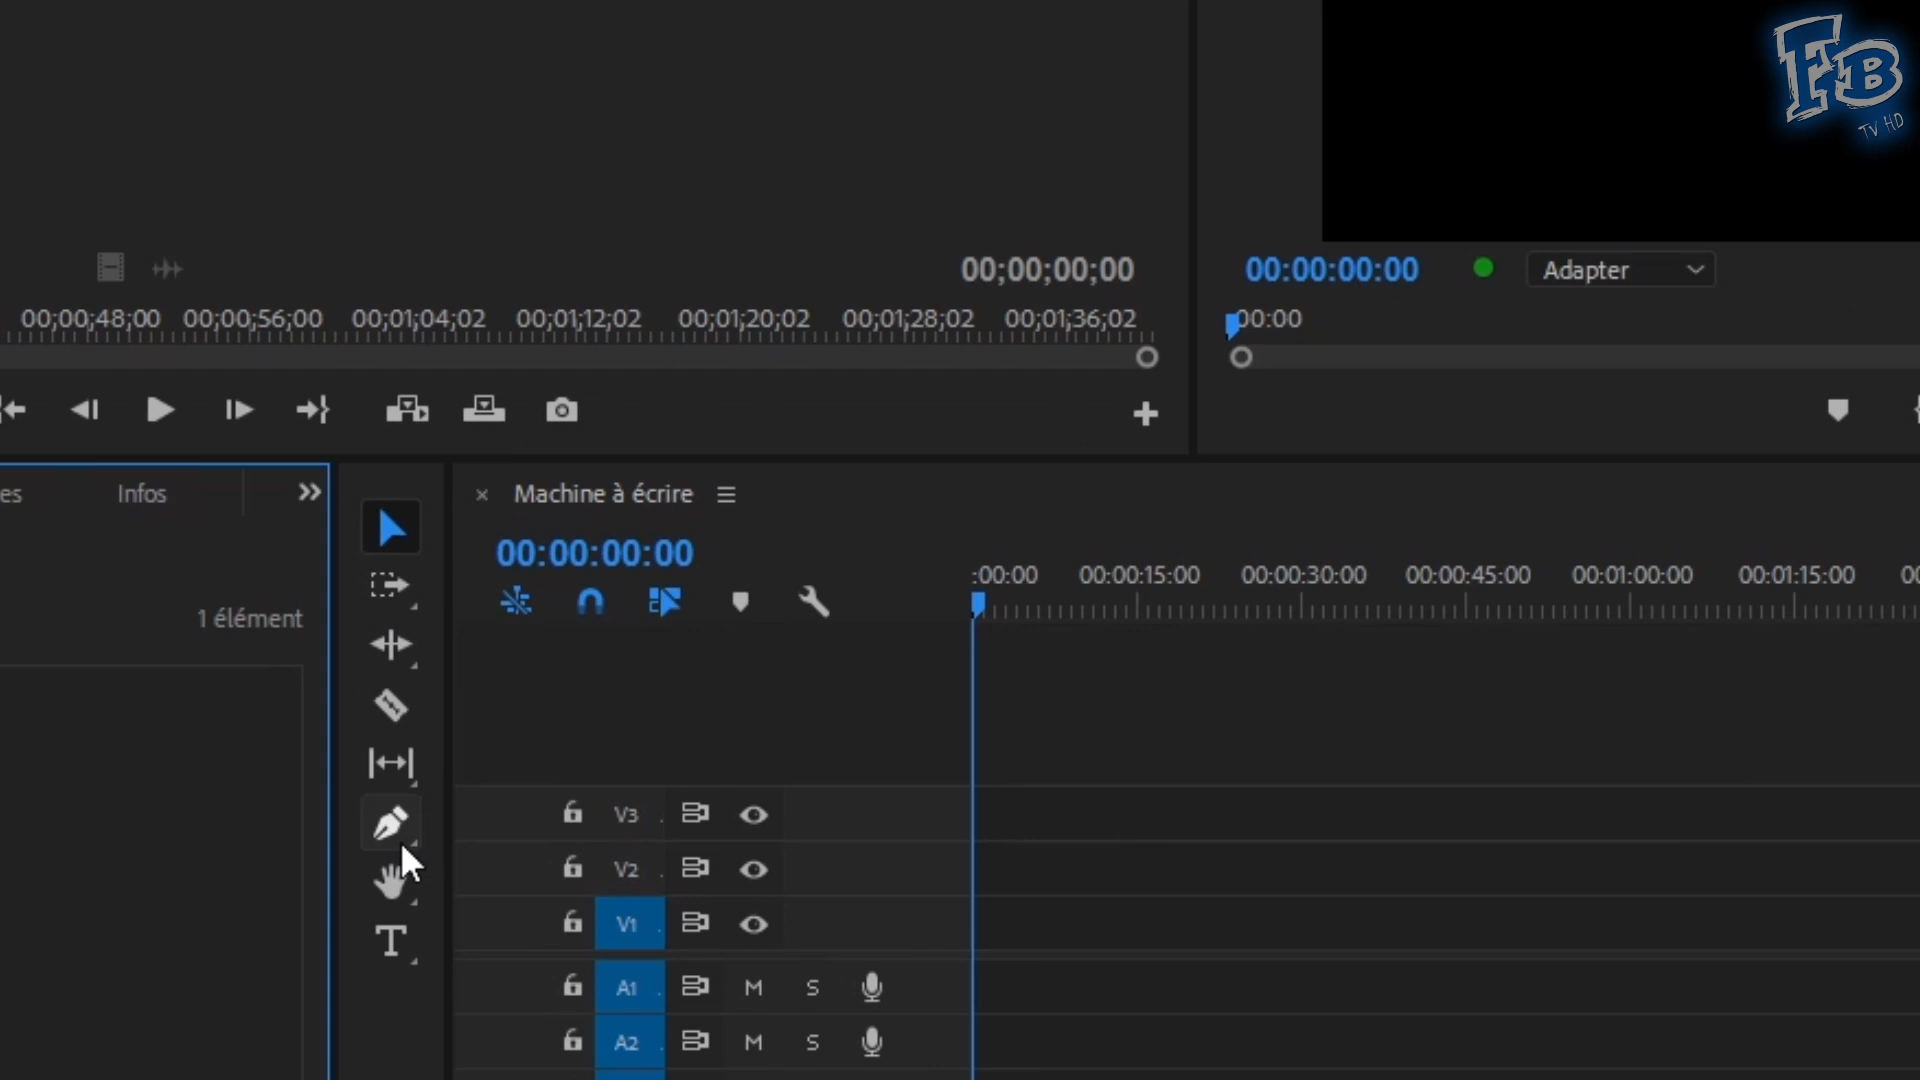 FB
TV HD
00;00;00;00
00:00:00:00
Adapter
00;00;48;00 00;00;56;00 00;01;04;02 00;01;12;02 00;01;20;02 00;01;28;02 00;01;36;02
00:00
es
Infos
1 élément
Machine à écrire
00:00:00:00
:00:00 00:00:15:00 00:00:30:00 00:00:45:00 00:01:00:00 00:01:15:00 00
V3
V2
V1
A1 M S
A2 M S